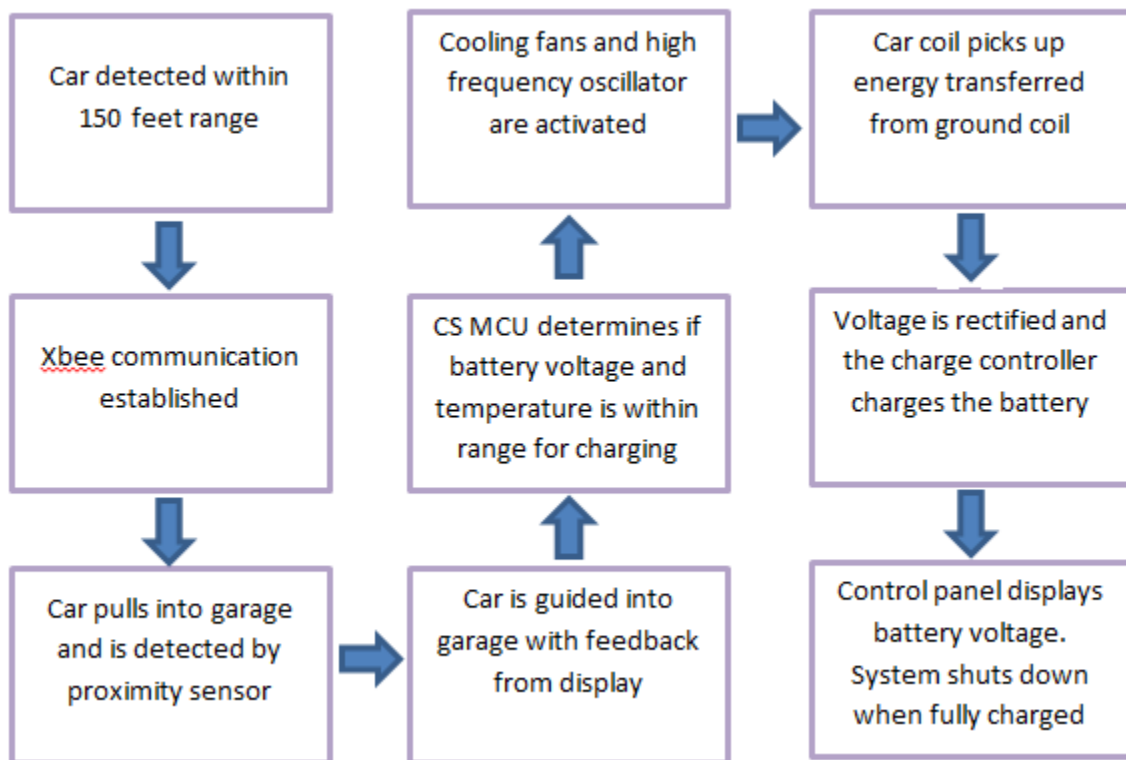 Car detected within
150 feet range
Xbee communication
established
Car pulls into garage
and is detected by
proximity sensor
Car is guided into
garage with feedback
from display
CS MCU determines if
battery voltage and
temperature is within
range for charging
Cooling fans and high
frequency oscillator
are activated
Car coil picks up
energy transferred
from ground coil
Voltage is rectified and
the charge controller
charges the battery
Control panel displays
battery voltage.
System shuts down
when fully charged